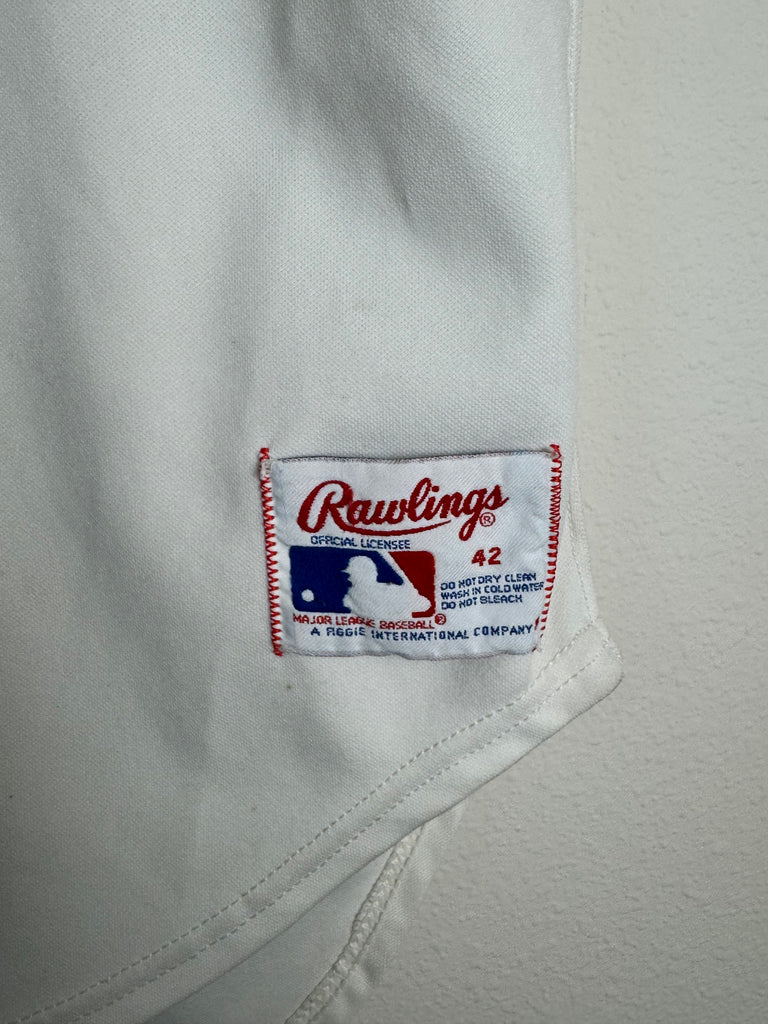 Rawlings®
OFFICIAL LICENSEE
42
DO NOT DRY CLEAN
WASH IN COLD WATER
DO NOT BLEACH
MAJOR LEAGUE BASEBALL®
A FIGGIE INTERNATIONAL COMPANY